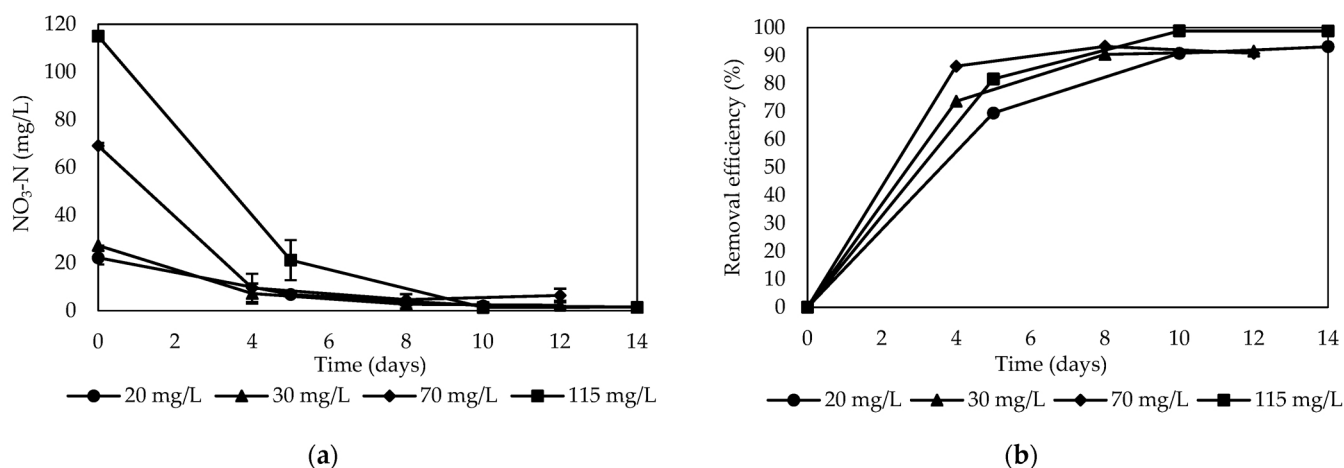 120
100
80
60
40
20
0
NO₃-N (mg/L)
0 2 4 6 8 10 12 14
Time (days)
20 mg/L 30 mg/L 70 mg/L 115 mg/L
(a)
100
90
80
70
60
50
40
30
20
10
0
Removal efficiency (%)
0 2 4 6 8 10 12 14
Time (days)
20 mg/L 30 mg/L 70 mg/L 115 mg/L
(b)